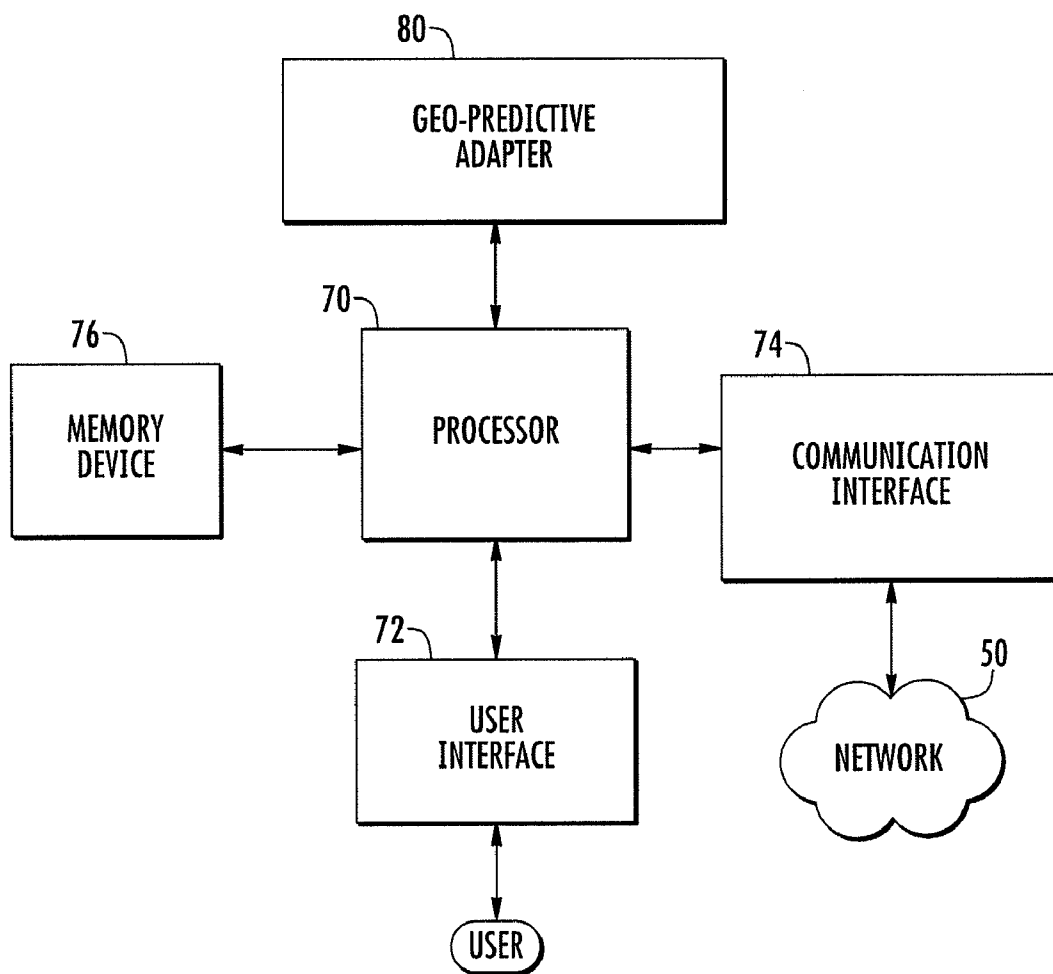 80
GEO-PREDICTIVE
ADAPTER
70
76
74
MEMORY
DEVICE
PROCESSOR
COMMUNICATION
INTERFACE
72
50
USER
INTERFACE
NETWORK
USER